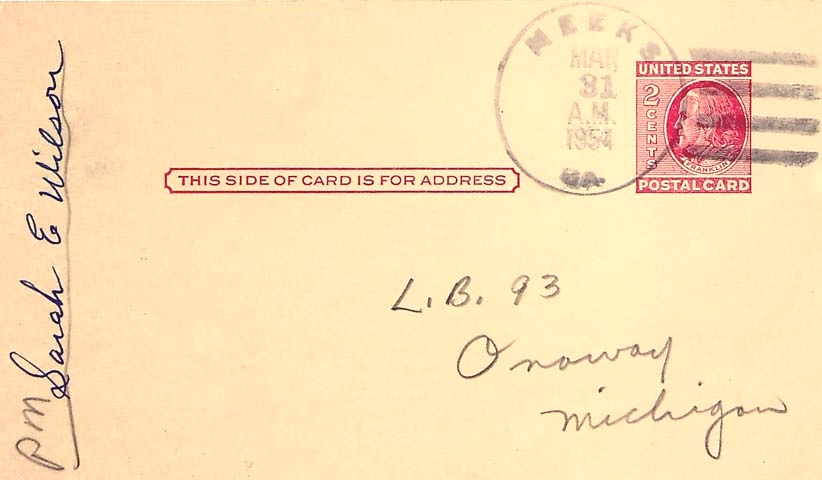 MEEKS
MAR
31
A.M.
1954
GA.
UNITED STATES
2 CENTS
FRANKLIN
POSTAL CARD
THIS SIDE OF CARD IS FOR ADDRESS
L.B. 93
Onaway
Michigan
PM Sarah E Wilson